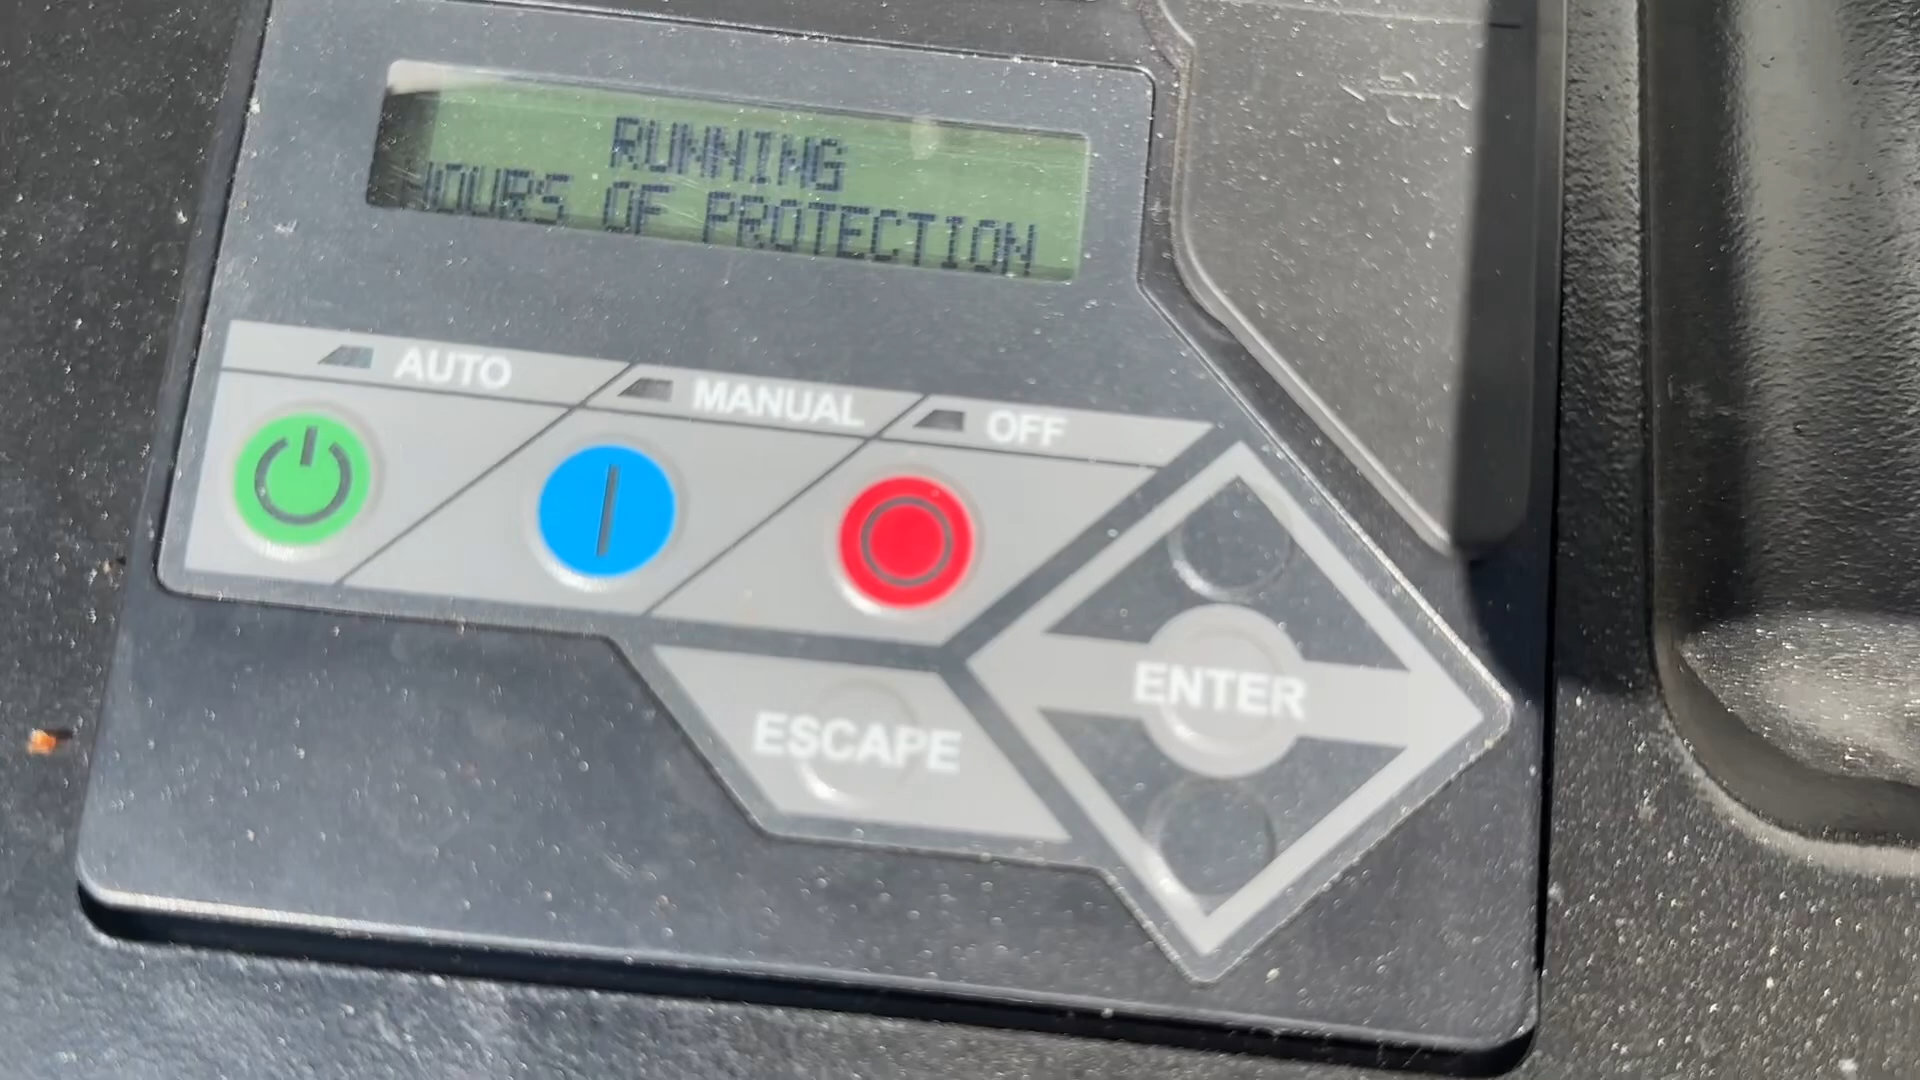 RUNNING
HOURS OF PROTECTION
AUTO
MANUAL
OFF
ENTER
ESCAPE